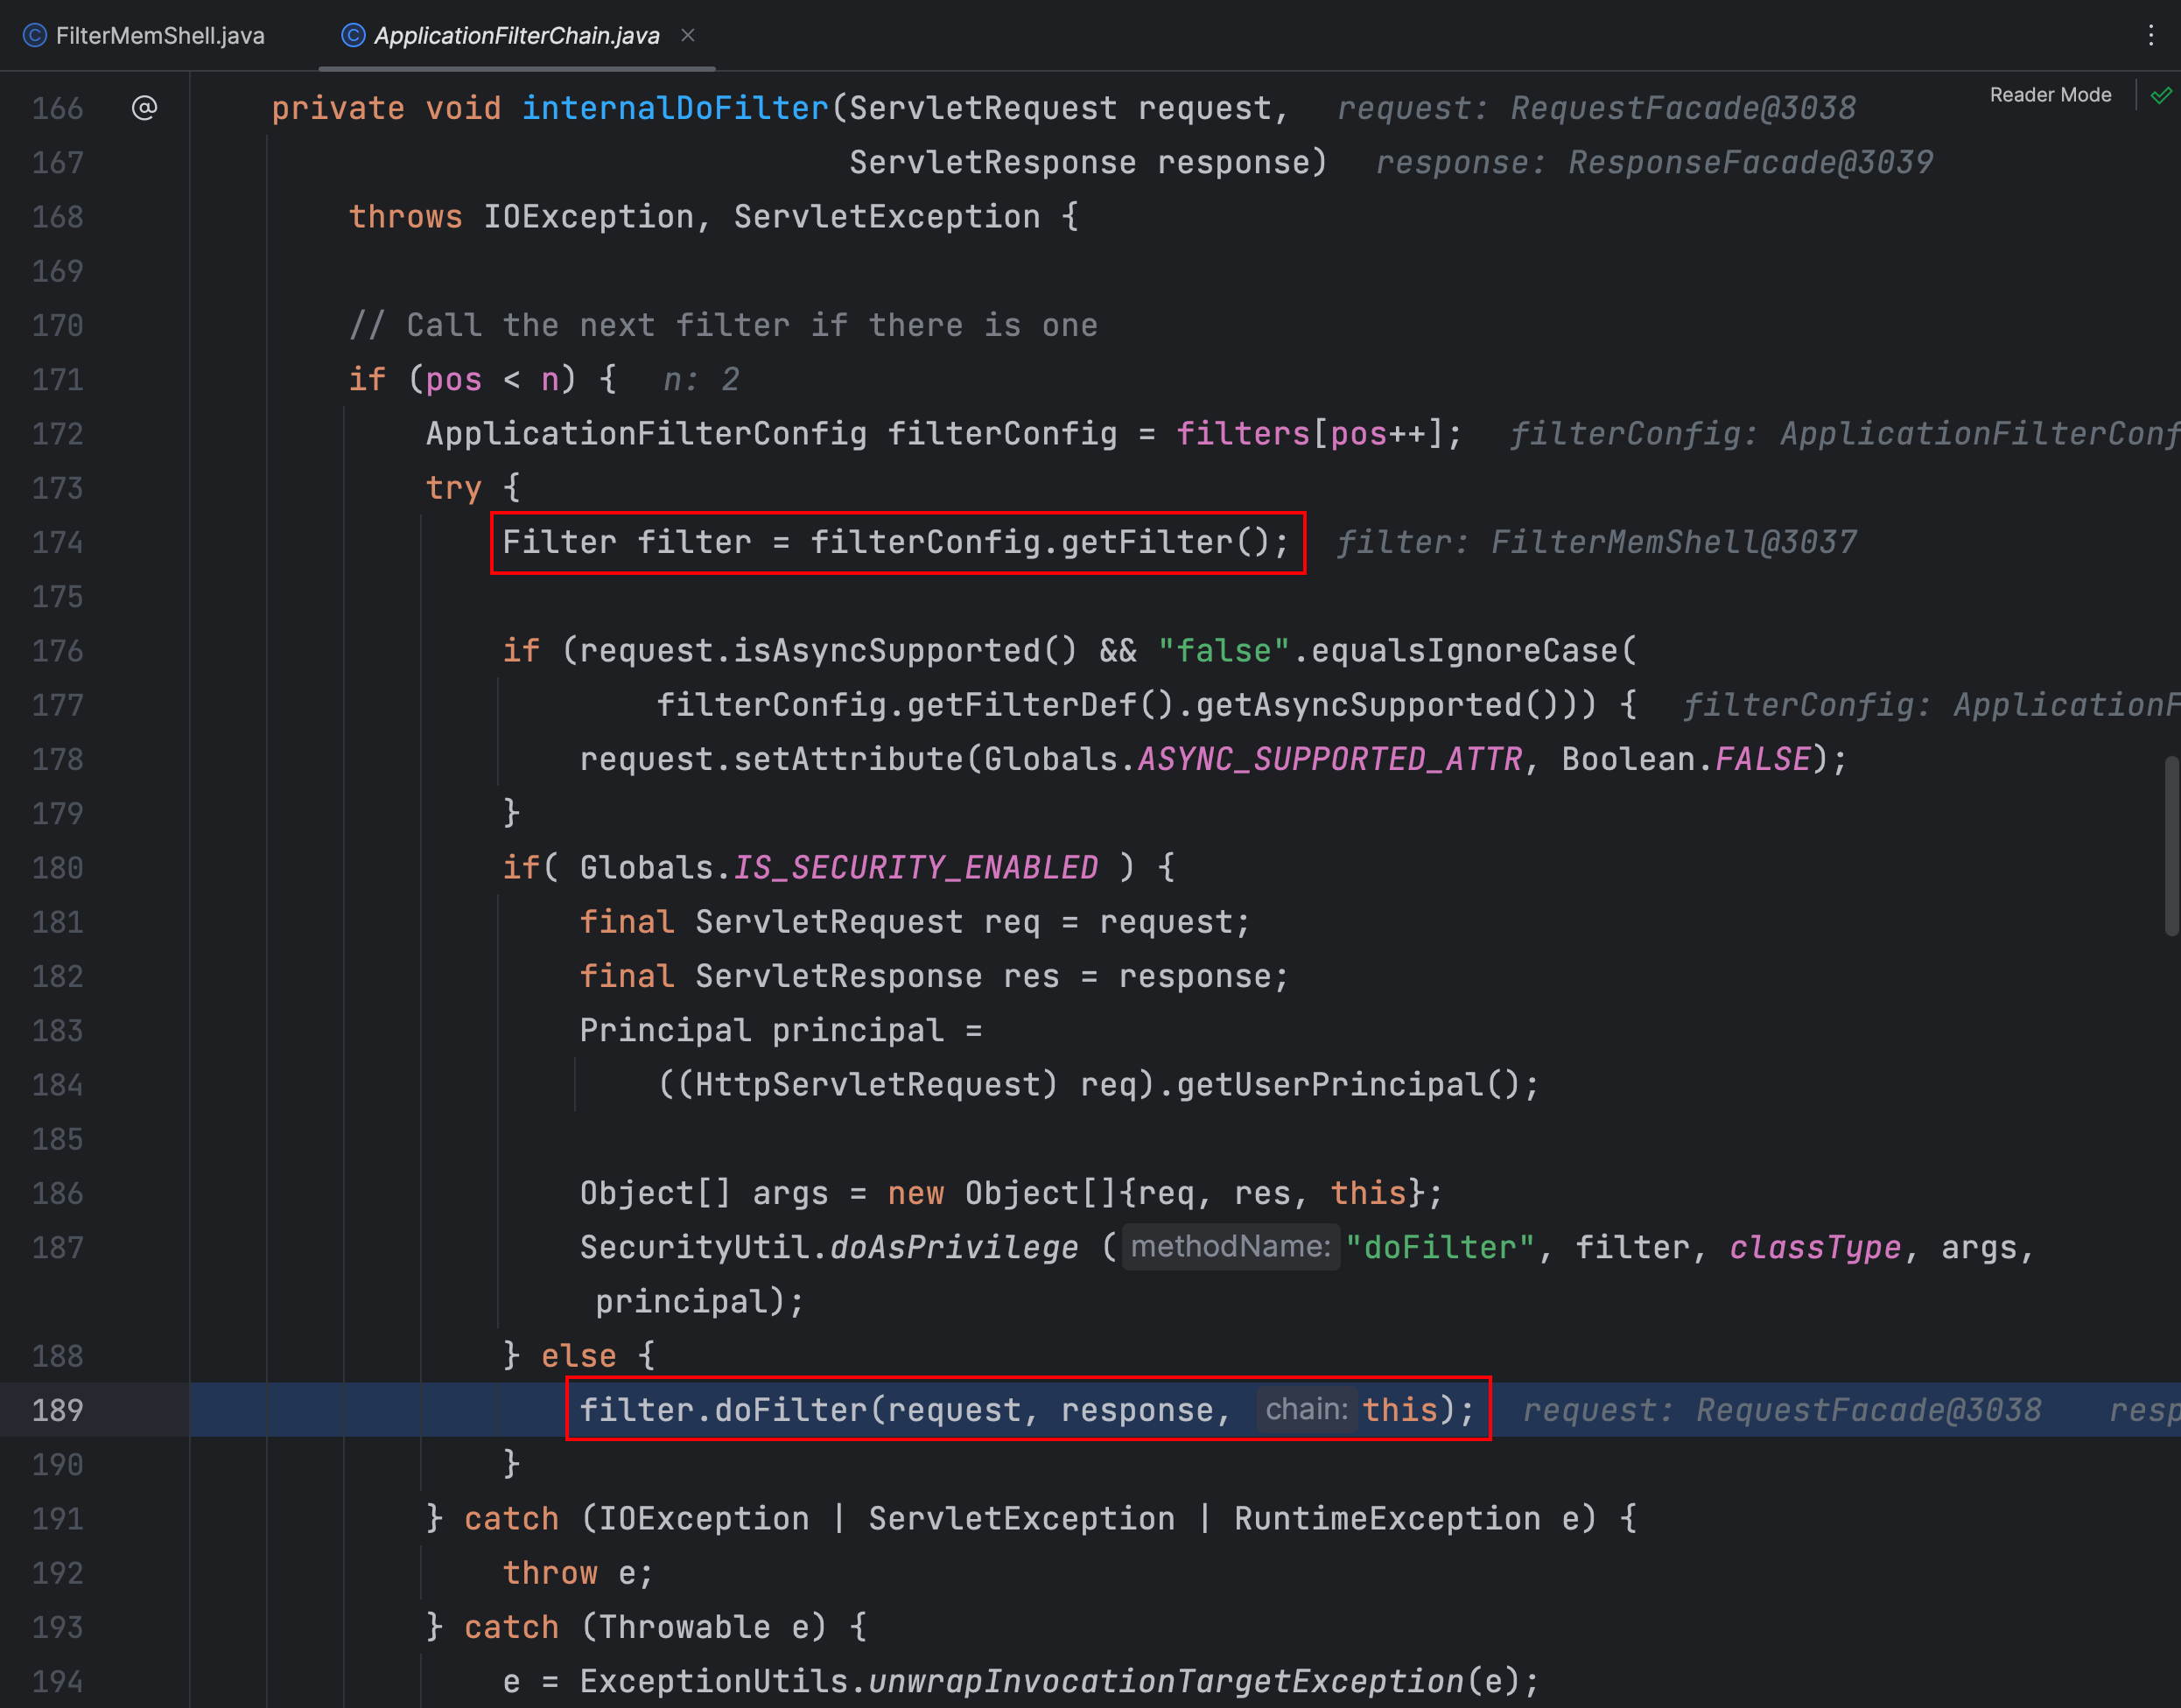 FilterMemShell.java ApplicationFilterChain.java
Reader Mode
166 @ private void internalDoFilter(ServletRequest request, request: RequestFacade@3038
167 ServletResponse response) response: ResponseFacade@3039
168 throws IOException, ServletException {
169
170 // Call the next filter if there is one
171 if (pos < n) { n: 2
172 ApplicationFilterConfig filterConfig = filters[pos++]; filterConfig: ApplicationFilterConf
173 try {
174 Filter filter = filterConfig.getFilter(); filter: FilterMemShell@3037
175
176 if (request.isAsyncSupported() && "false".equalsIgnoreCase(
177 filterConfig.getFilterDef().getAsyncSupported())) { filterConfig: ApplicationF
178 request.setAttribute(Globals.ASYNC_SUPPORTED_ATTR, Boolean.FALSE);
179 }
180 if( Globals.IS_SECURITY_ENABLED ) {
181 final ServletRequest req = request;
182 final ServletResponse res = response;
183 Principal principal =
184 ((HttpServletRequest) req).getUserPrincipal();
185
186 Object[] args = new Object[]{req, res, this};
187 SecurityUtil.doAsPrivilege ( methodName: "doFilter", filter, classType, args,
principal);
188 } else {
189 filter.doFilter(request, response, chain: this); request: RequestFacade@3038 resp
190 }
191 } catch (IOException | ServletException | RuntimeException e) {
192 throw e;
193 } catch (Throwable e) {
194 e = ExceptionUtils.unwrapInvocationTargetException(e);